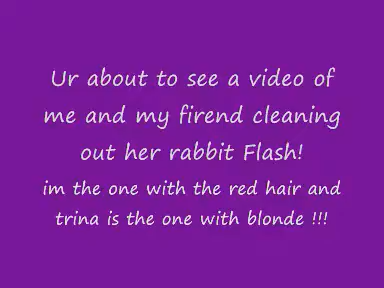 Ur about to see a video of
me and my firend cleaning
out her rabbit Flash!
im the one with the red hair and
trina is the one with blonde !!!